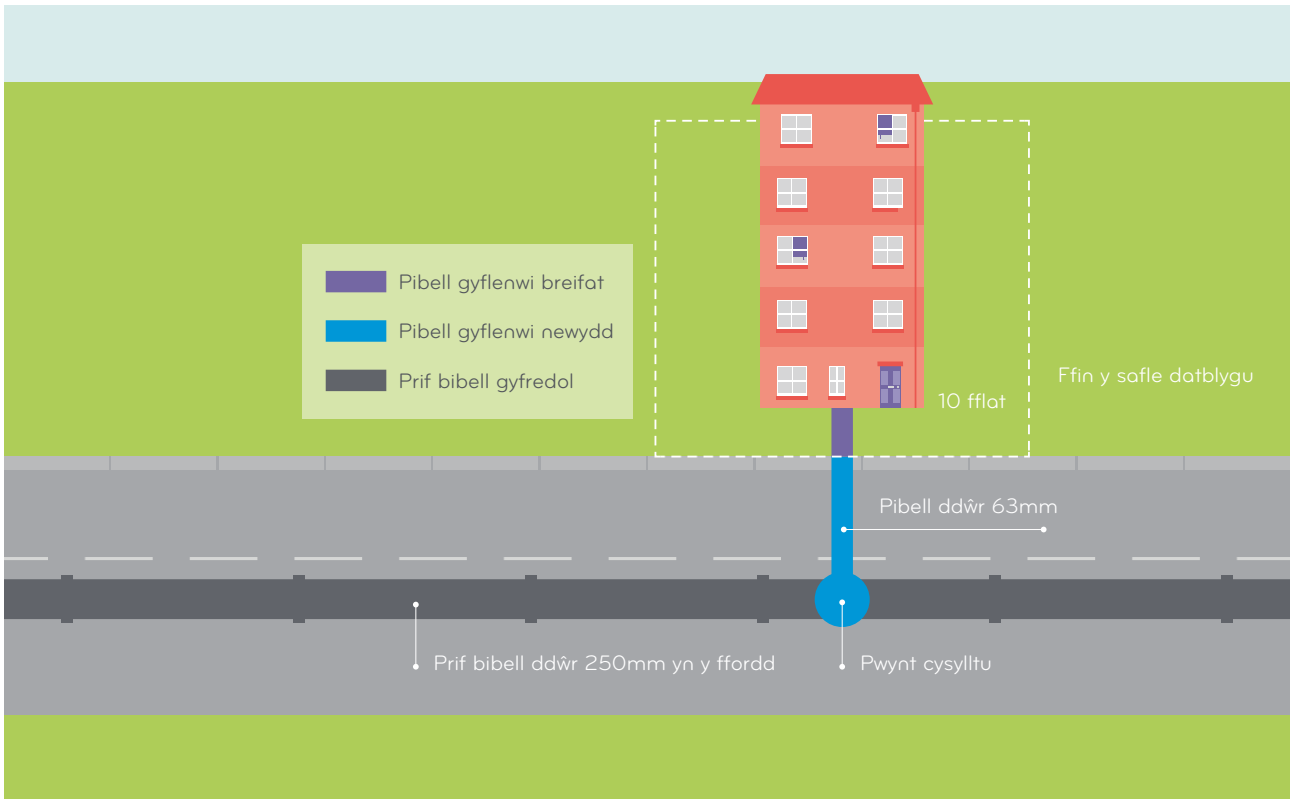 Pibell gyflenwi breifat
Pibell gyflenwi newydd
Prif bibell gyfredol
Ffin y safle datblygu
10 fflat
Pibell ddŵr 63mm
Prif bibell ddŵr 250mm yn y ffordd
Pwynt cysylltu